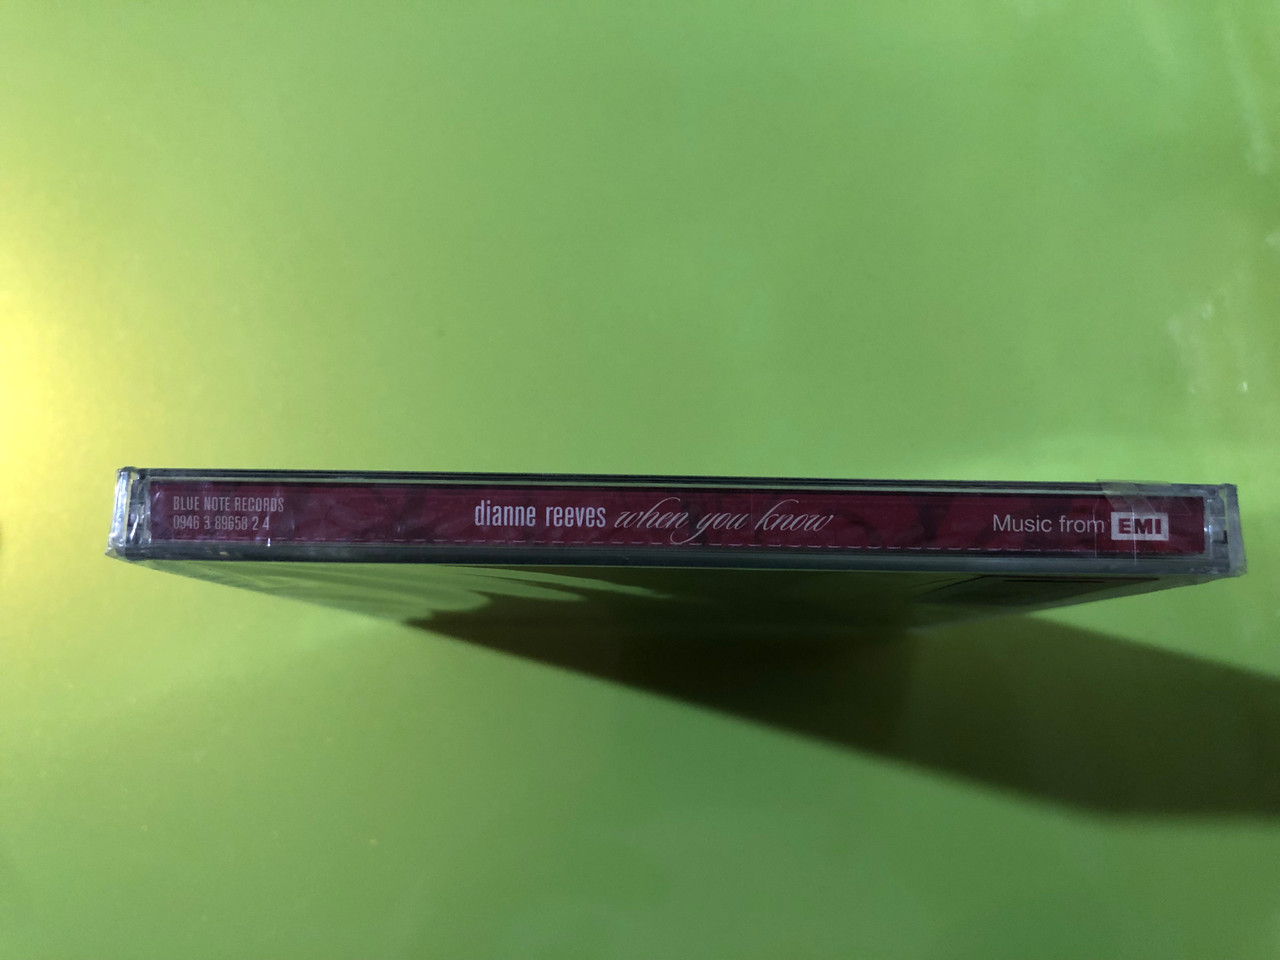 BLUE NOTE RECORDS
0946 3 89658 2 4
dianne reeves when you know
Music from EMI